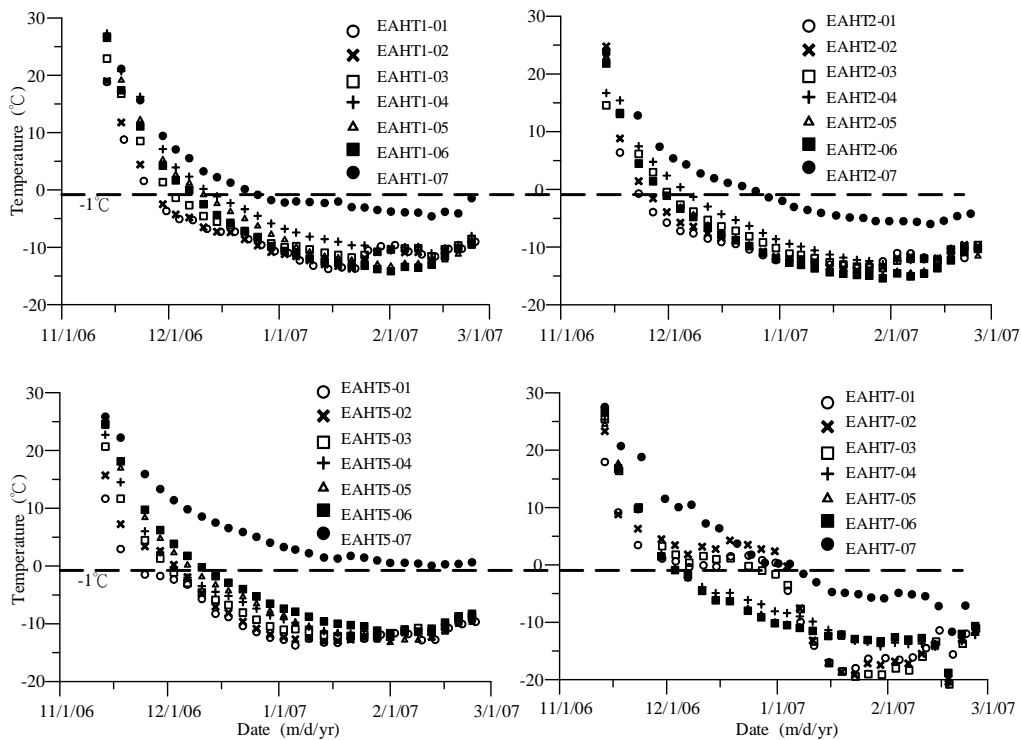 30
20
10
0
-10
-20
Temperature (℃)
-1℃
EAHT1-01
EAHT1-02
EAHT1-03
EAHT1-04
EAHT1-05
EAHT1-06
EAHT1-07
11/1/06 12/1/06 1/1/07 2/1/07 3/1/07
30
20
10
0
-10
-20
EAHT2-01
EAHT2-02
EAHT2-03
EAHT2-04
EAHT2-05
EAHT2-06
EAHT2-07
11/1/06 12/1/06 1/1/07 2/1/07 3/1/07
30
20
10
0
-10
-20
Temperature (℃)
-1℃
EAHT5-01
EAHT5-02
EAHT5-03
EAHT5-04
EAHT5-05
EAHT5-06
EAHT5-07
11/1/06 12/1/06 1/1/07 2/1/07 3/1/07
Date (m/d/yr)
30
20
10
0
-10
-20
EAHT7-01
EAHT7-02
EAHT7-03
EAHT7-04
EAHT7-05
EAHT7-06
EAHT7-07
11/1/06 12/1/06 1/1/07 2/1/07 3/1/07
Date (m/d/yr)